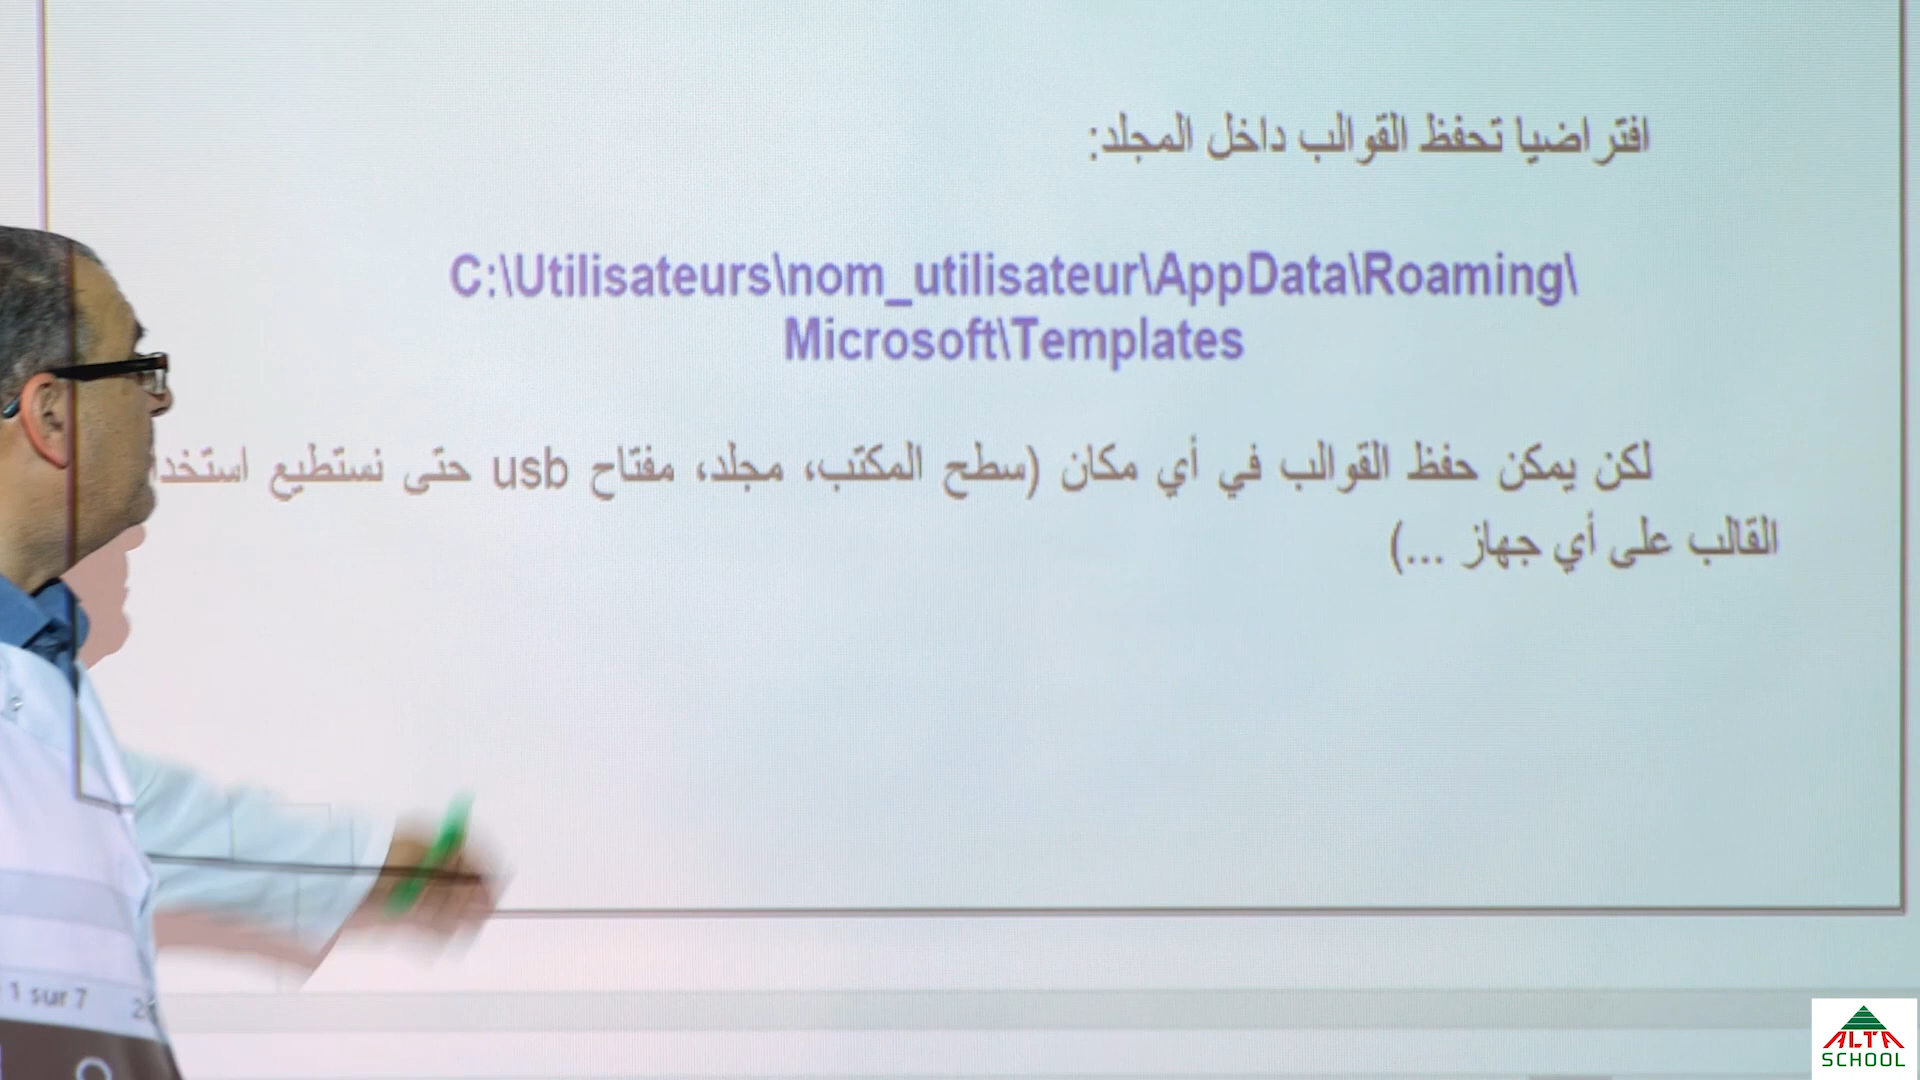 افتراضيا تحفظ القوالب داخل المجلد:
C:\Utilisateurs\nom_utilisateur\AppData\Roaming\
Microsoft\Templates
لكن يمكن حفظ القوالب في أي مكان (سطح المكتب، مجلد، مفتاح usb حتى نستطيع
القالب على أي جهاز ...)
1 sur 7
ALTA
SCHOOL